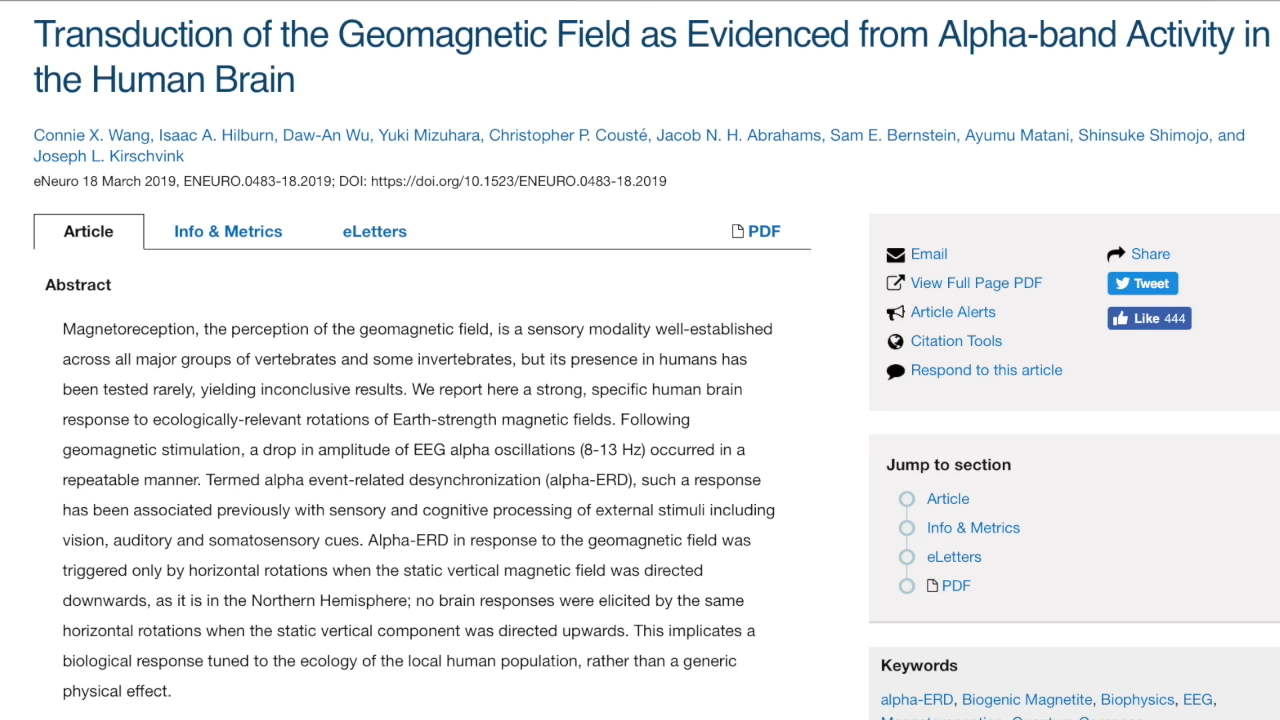 Transduction of the Geomagnetic Field as Evidenced from Alpha-band Activity in
the Human Brain
Connie X. Wang, Isaac A. Hilburn, Daw-An Wu, Yuki Mizuhara, Christopher P. Cousté, Jacob N. H. Abrahams, Sam E. Bernstein, Ayumu Matani, Shinsuke Shimojo, and
Joseph L. Kirschvink
eNeuro 18 March 2019, ENEURO.0483-18.2019; DOI: https://doi.org/10.1523/ENEURO.0483-18.2019
Article Info & Metrics eLetters PDF
Abstract
Magnetoreception, the perception of the geomagnetic field, is a sensory modality well-established
across all major groups of vertebrates and some invertebrates, but its presence in humans has
been tested rarely, yielding inconclusive results. We report here a strong, specific human brain
response to ecologically-relevant rotations of Earth-strength magnetic fields. Following
geomagnetic stimulation, a drop in amplitude of EEG alpha oscillations (8-13 Hz) occurred in a
repeatable manner. Termed alpha event-related desynchronization (alpha-ERD), such a response
has been associated previously with sensory and cognitive processing of external stimuli including
vision, auditory and somatosensory cues. Alpha-ERD in response to the geomagnetic field was
triggered only by horizontal rotations when the static vertical magnetic field was directed
downwards, as it is in the Northern Hemisphere; no brain responses were elicited by the same
horizontal rotations when the static vertical component was directed upwards. This implicates a
biological response tuned to the ecology of the local human population, rather than a generic
physical effect.
Email
View Full Page PDF
Article Alerts
Citation Tools
Respond to this article
Share
Tweet
Like 444
Jump to section
Article
Info & Metrics
eLetters
PDF
Keywords
alpha-ERD, Biogenic Magnetite, Biophysics, EEG,